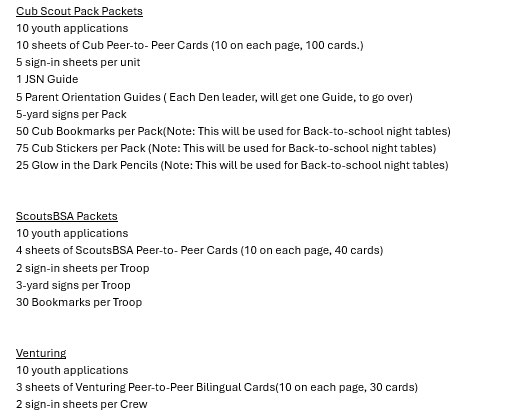 Cub Scout Pack Packets
10 youth applications
10 sheets of Cub Peer-to- Peer Cards (10 on each page, 100 cards.)
5 sign-in sheets per unit
1 JSN Guide
5 Parent Orientation Guides ( Each Den leader, will get one Guide, to go over)
5-yard signs per Pack
50 Cub Bookmarks per Pack(Note: This will be used for Back-to-school night tables)
75 Cub Stickers per Pack (Note: This will be used for Back-to-school night tables)
25 Glow in the Dark Pencils (Note: This will be used for Back-to-school night tables)
ScoutsBSA Packets
10 youth applications
4 sheets of ScoutsBSA Peer-to- Peer Cards (10 on each page, 40 cards)
2 sign-in sheets per Troop
3-yard signs per Troop
30 Bookmarks per Troop
Venturing
10 youth applications
3 sheets of Venturing Peer-to-Peer Bilingual Cards(10 on each page, 30 cards)
2 sign-in sheets per Crew